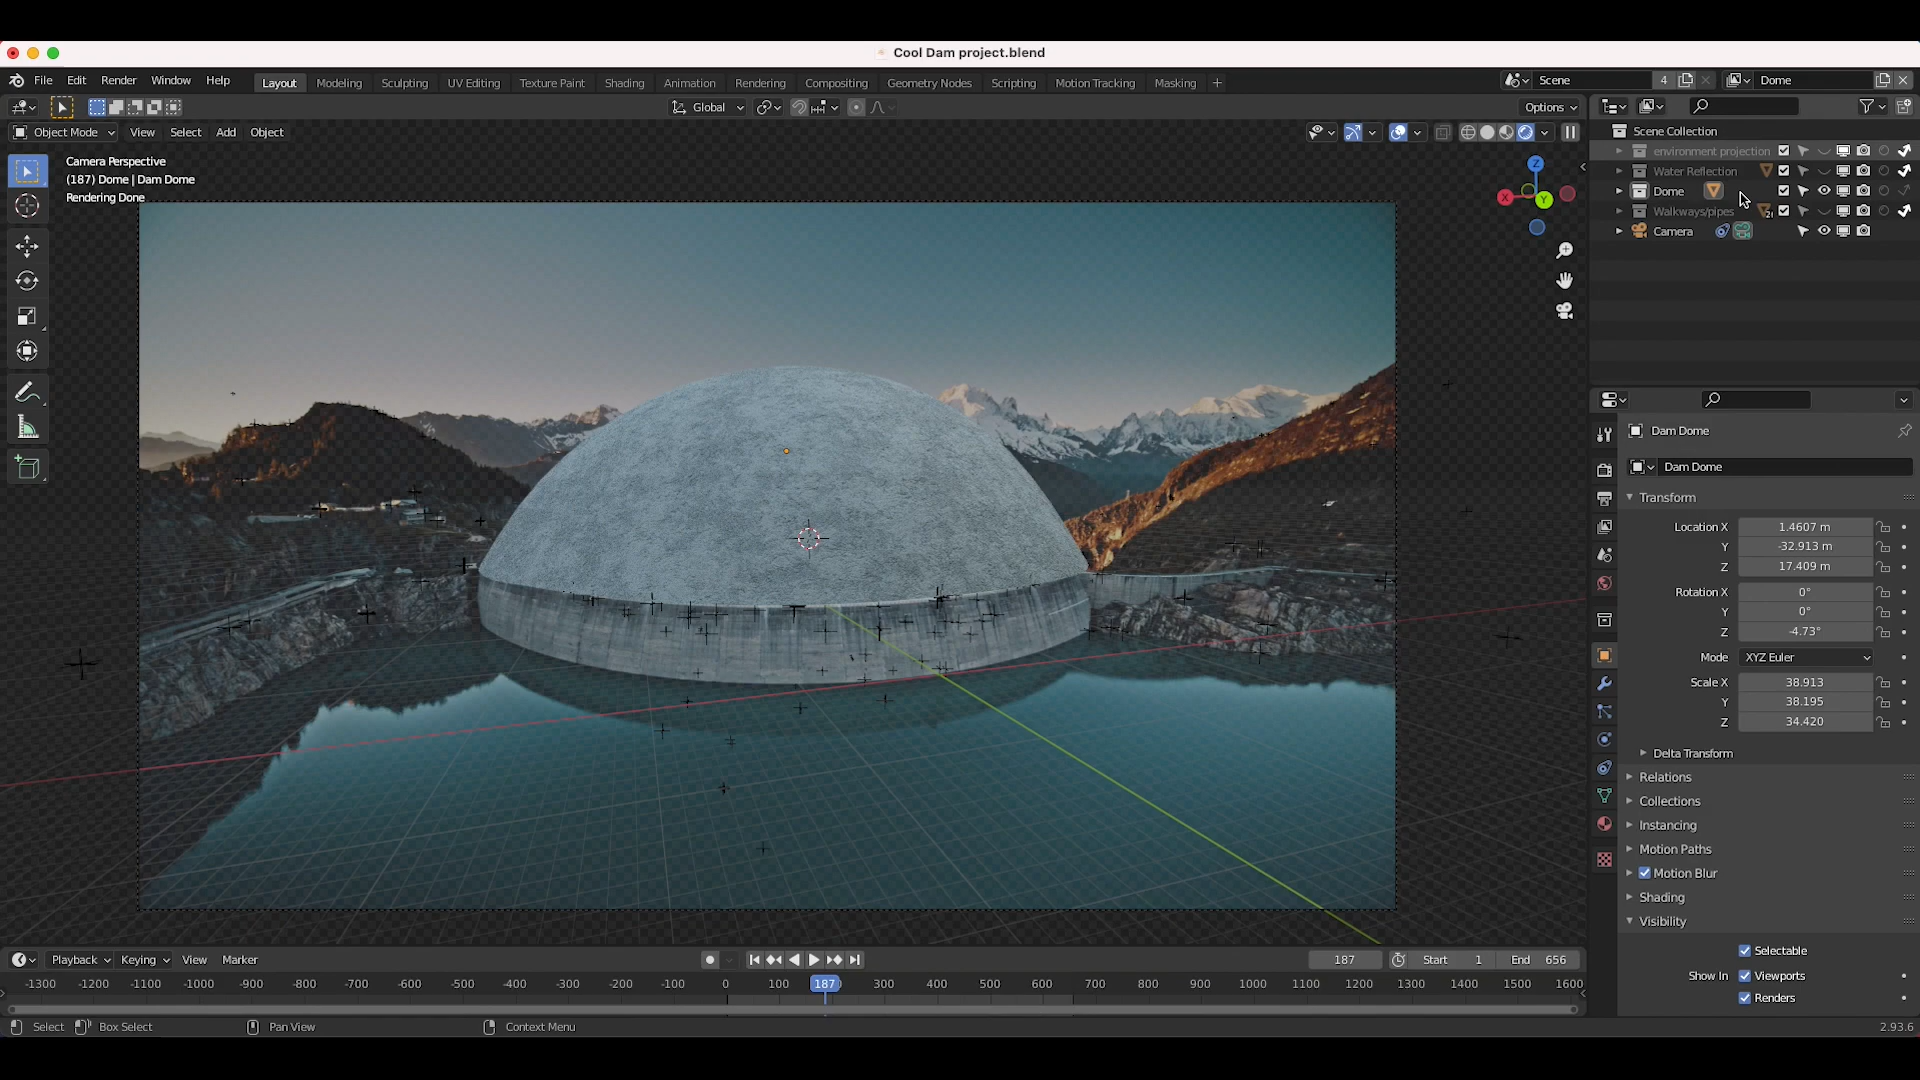 Cool Dam project.blend
File Edit Render Window Help Layout Modeling Sculpting UV Editing Texture Paint Shading Animation Rendering Compositing Geometry Nodes Scripting Motion Tracking Masking + Scene 4 Dome
Global Options
Object Mode View Select Add Object
Scene Collection
environment projection
Water Reflection
Dome
Walkways/pipes
Camera
Camera Perspective
(187) Dome | Dam Dome
Rendering Done
Z
X
Y
Dam Dome
Dam Dome
Transform
Location X 1.4607 m
Y -32.913 m
Z 17.409 m
Rotation X 0°
Y 0°
Z -4.73°
Mode XYZ Euler
Scale X 38.913
Y 38.195
Z 34.420
Delta Transform
Relations
Collections
Instancing
Motion Paths
Motion Blur
Shading
Visibility
Selectable
Show In Viewports
Renders
Playback Keying View Marker 187 Start 1 End 656
-1300 -1200 -1100 -1000 -900 -800 -700 -600 -500 -400 -300 -200 -100 0 100 187 300 400 500 600 700 800 900 1000 1100 1200 1300 1400 1500 1600
Select Box Select Pan View Context Menu 2.93.6